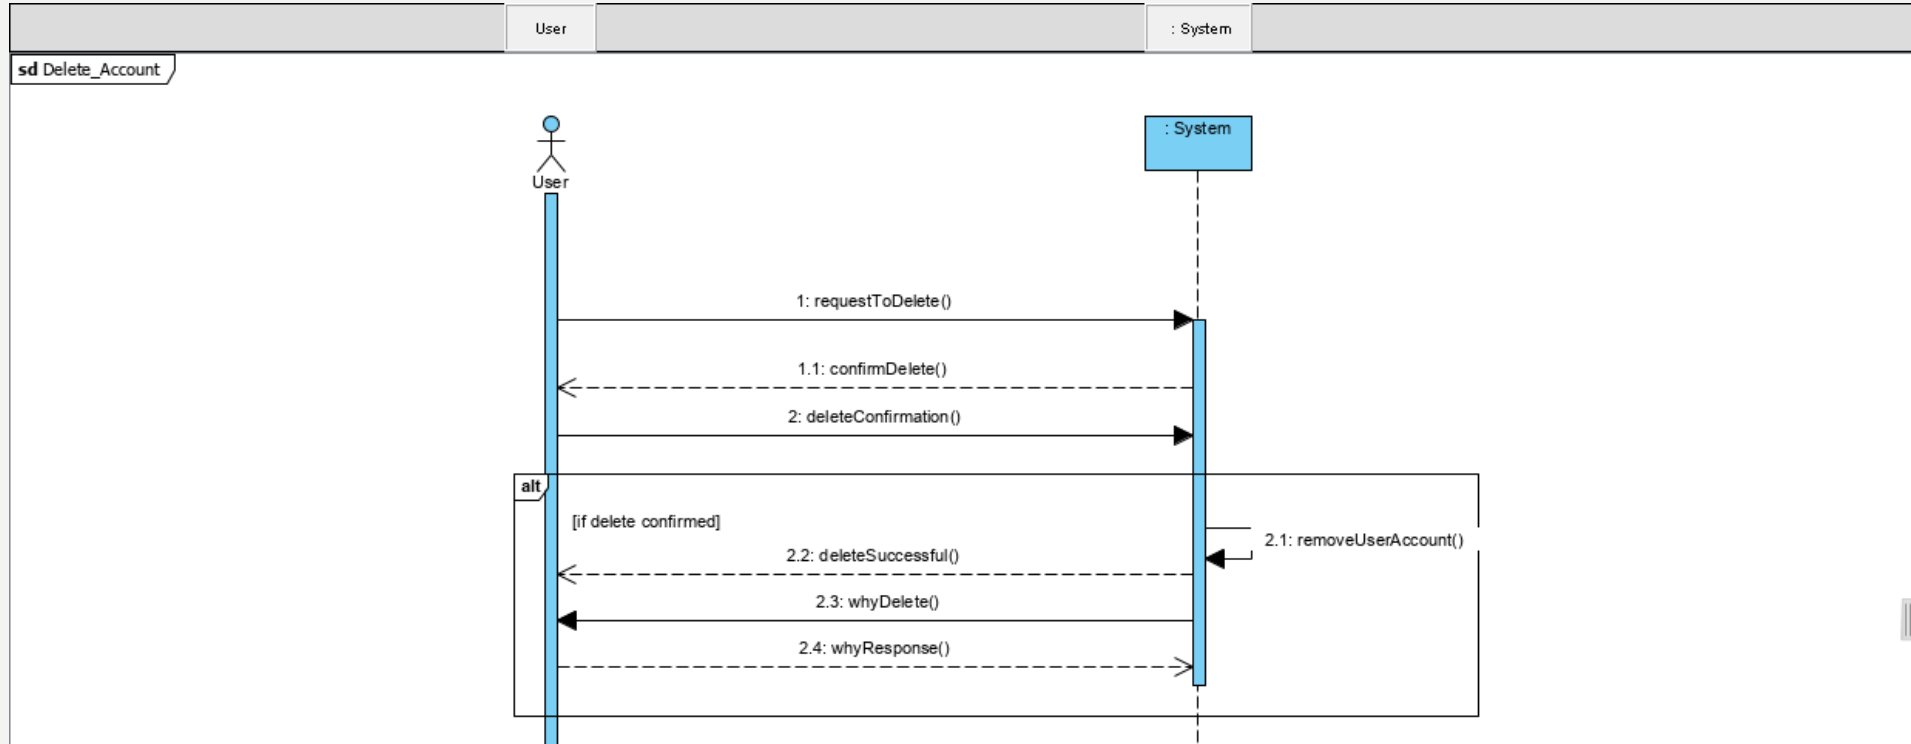 User
: System
sd Delete_Account
: System
User
1: requestToDelete()
1.1: confirmDelete()
2: deleteConfirmation()
alt
[if delete confirmed]
2.1: removeUserAccount()
2.2: deleteSuccessful()
2.3: whyDelete()
2.4: whyResponse()